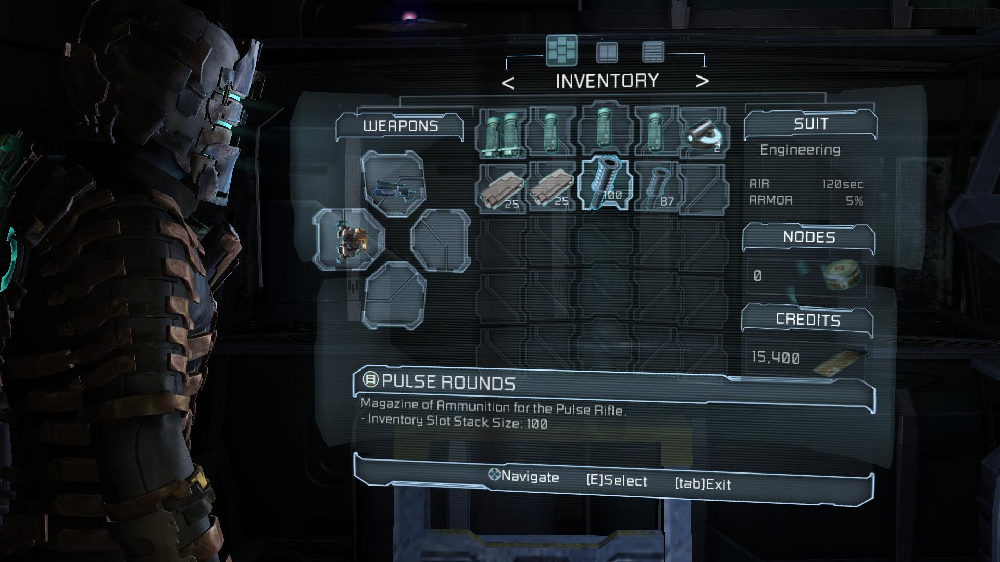 < INVENTORY >
WEAPONS
2
25
25
100
87
SUIT
Engineering
AIR 120sec
ARMOR 5%
NODES
0
CREDITS
15,400
PULSE ROUNDS
Magazine of Ammunition for the Pulse Rifle.
- Inventory Slot Stack Size: 100
Navigate [E]Select [tab]Exit